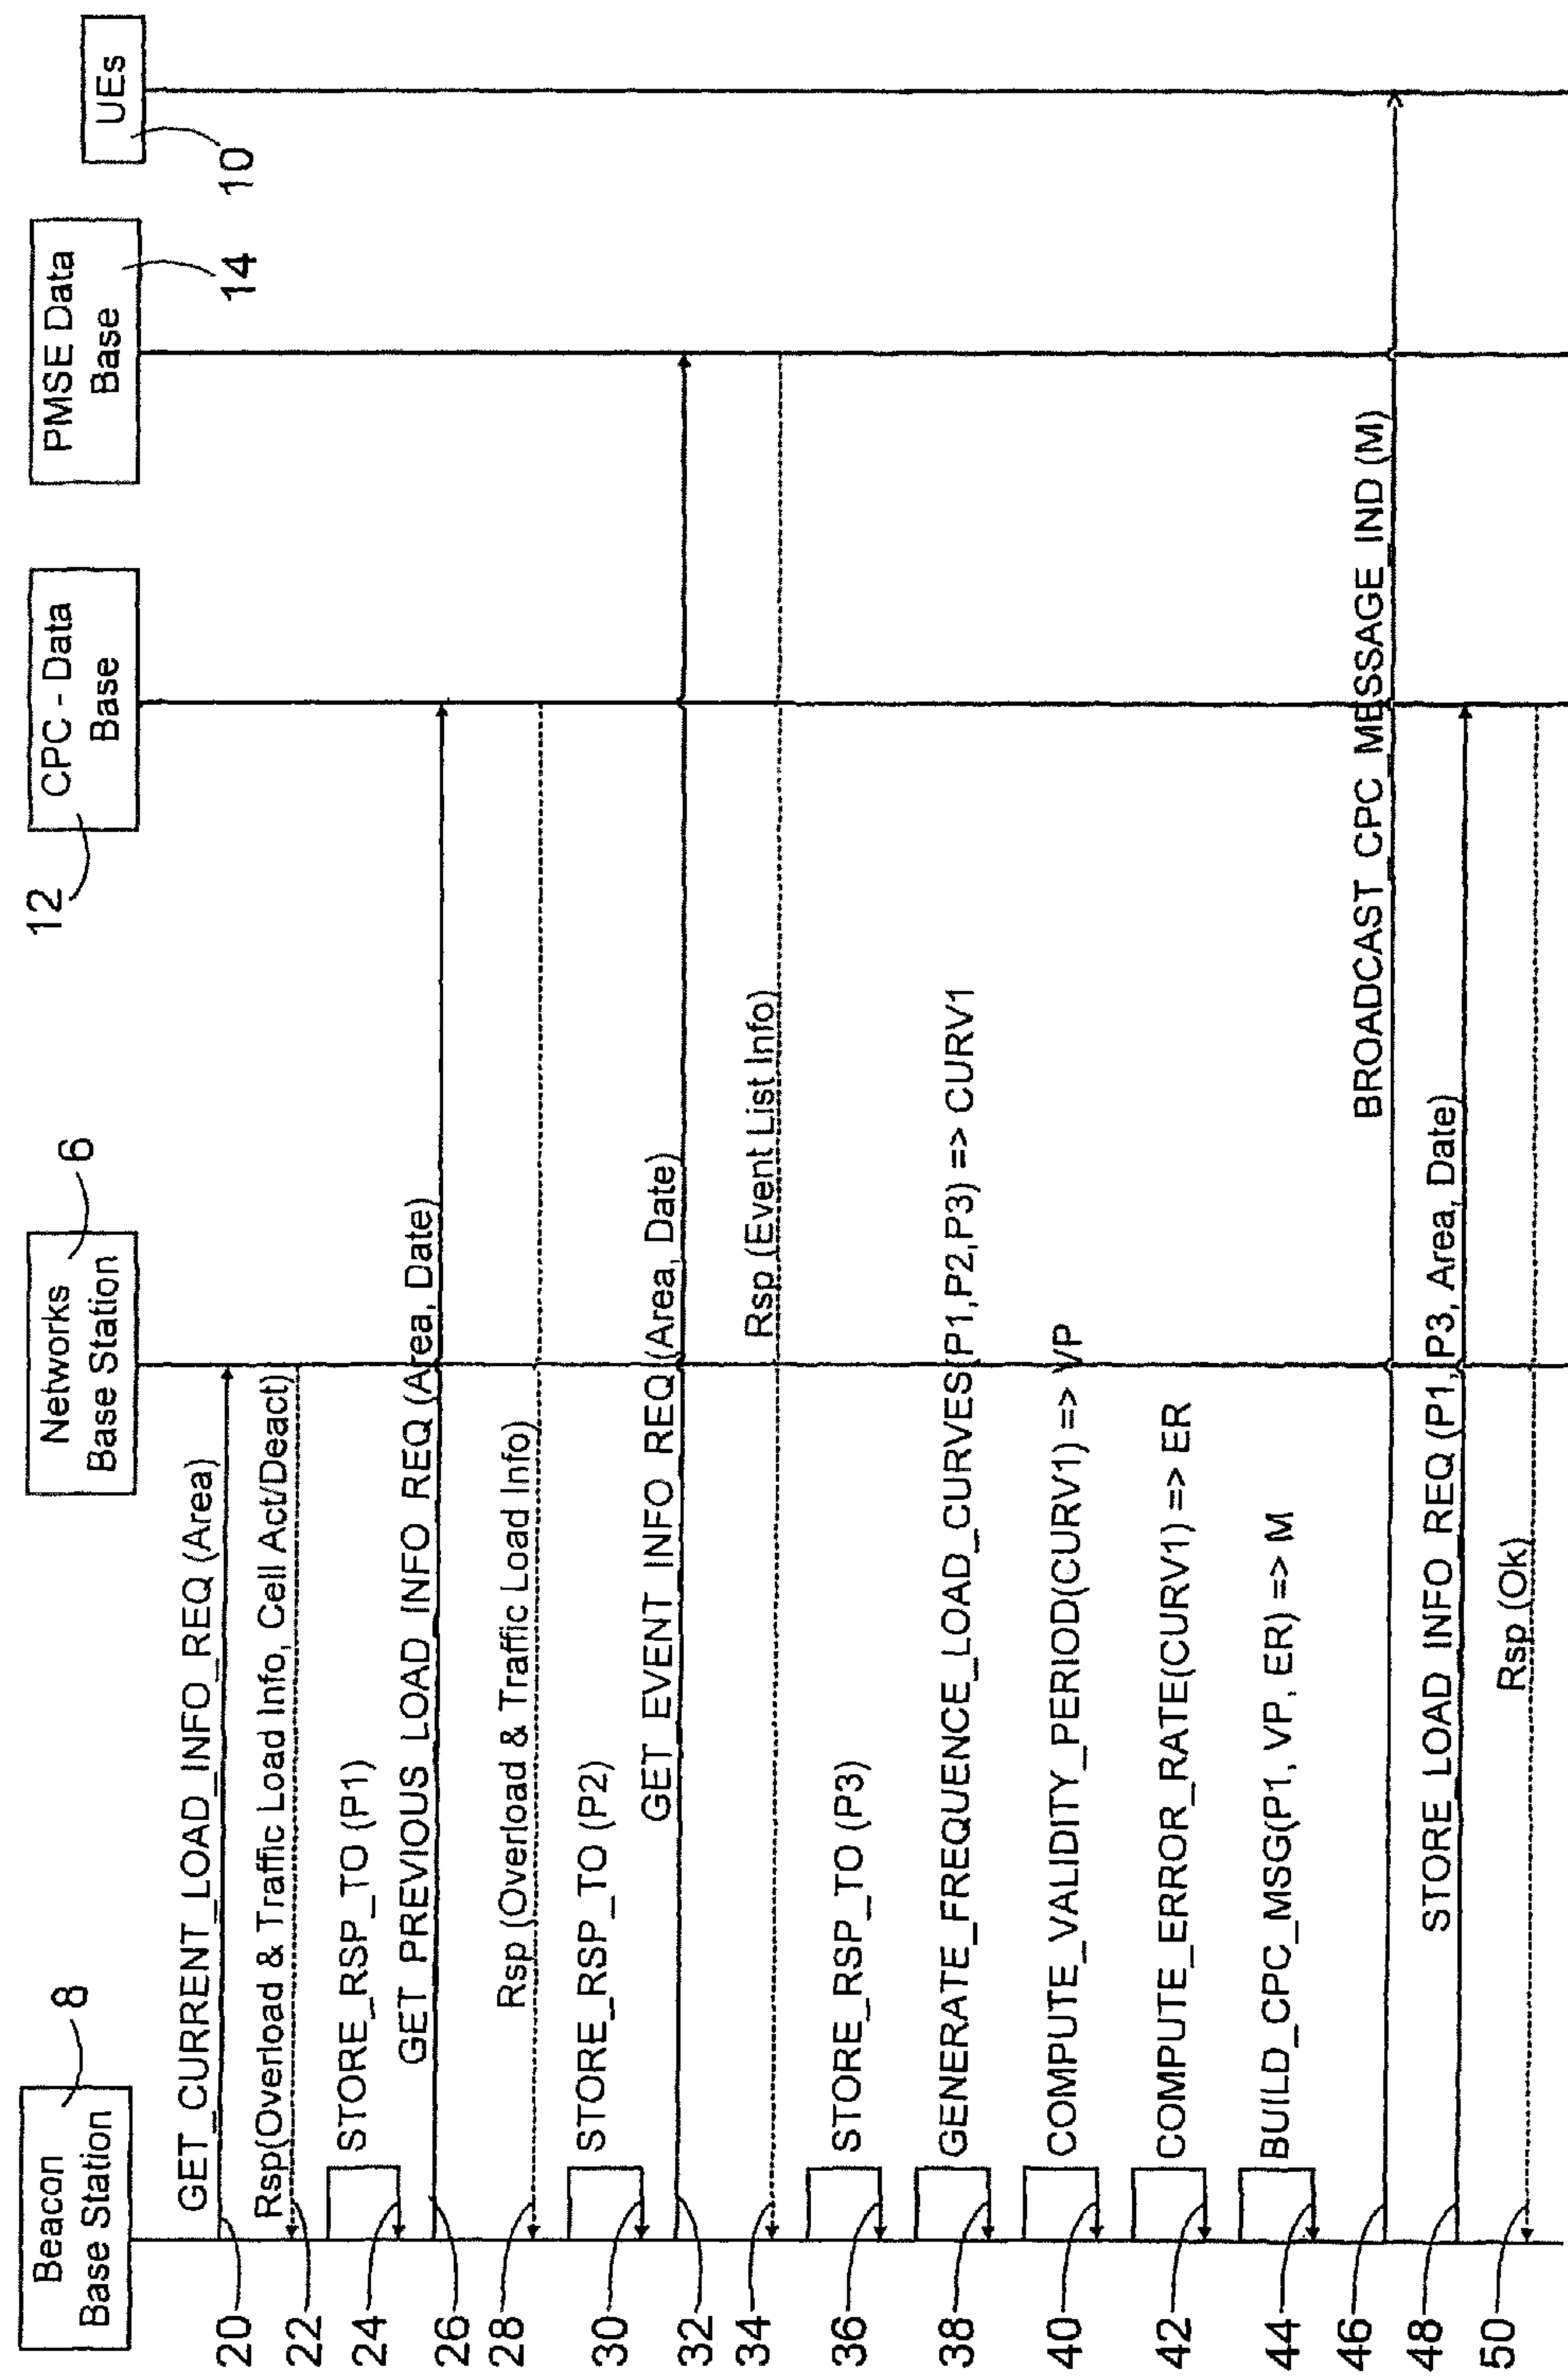 Beacon
Base Station
8
Networks
Base Station
6
12
CPC - Data
Base
PMSE Data
Base
14
UEs
10
20
GET_CURRENT_LOAD_INFO_REQ (Area)
22
Rsp(Overload & Traffic Load Info, Cell Act/Deact)
24
STORE_RSP_TO (P1)
26
GET_PREVIOUS_LOAD_INFO_REQ (Area, Date)
28
Rsp (Overload & Traffic Load Info)
30
STORE_RSP_TO (P2)
32
GET_EVENT_INFO_REQ (Area, Date)
34
Rsp (Event List Info)
36
STORE_RSP_TO (P3)
38
GENERATE_FREQUENCE_LOAD_CURVES(P1,P2,P3) => CURV1
40
COMPUTE_VALIDITY_PERIOD(CURV1) => VP
42
COMPUTE_ERROR_RATE(CURV1) => ER
44
BUILD_CPC_MSG(P1, VP, ER) => M
46
BROADCAST_CPC_MESSAGE_IND (M)
48
STORE_LOAD_INFO_REQ (P1, P3, Area, Date)
50
Rsp (Ok)